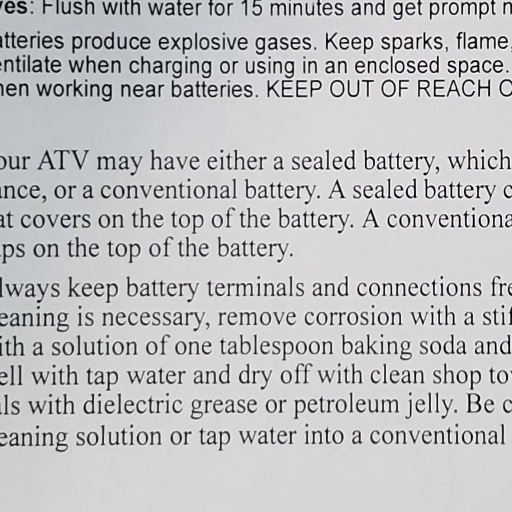 yes: Flush with water for 15 minutes and get prompt
atteries produce explosive gases. Keep sparks, flame,
entilate when charging or using in an enclosed space.
hen working near batteries. KEEP OUT OF REACH O
our ATV may have either a sealed battery, which
ance, or a conventional battery. A sealed battery c
at covers on the top of the battery. A conventiona
aps on the top of the battery.
lways keep battery terminals and connections fre
eaning is necessary, remove corrosion with a stif
ith a solution of one tablespoon baking soda and
ell with tap water and dry off with clean shop to
als with dielectric grease or petroleum jelly. Be c
eaning solution or tap water into a conventional